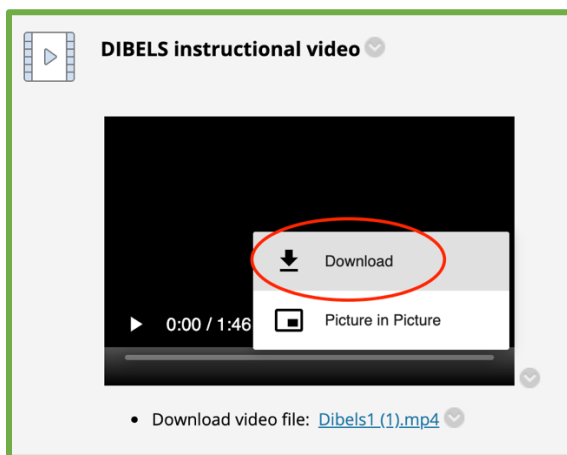 DIBELS instructional video
Download
0:00 / 1:46
Picture in Picture
• Download video file: Dibels1 (1).mp4